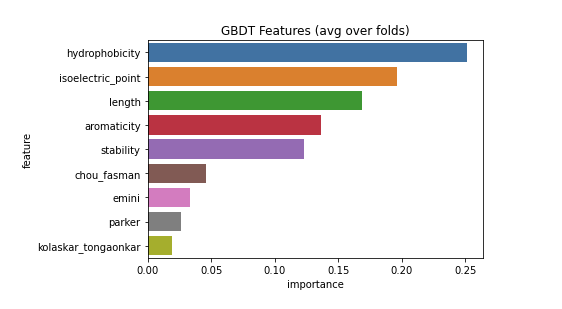 GBDT Features (avg over folds)
feature
hydrophobicity
isoelectric_point
length
aromaticity
stability
chou_fasman
emini
parker
kolaskar_tongaonkar
0.00 0.05 0.10 0.15 0.20 0.25
importance